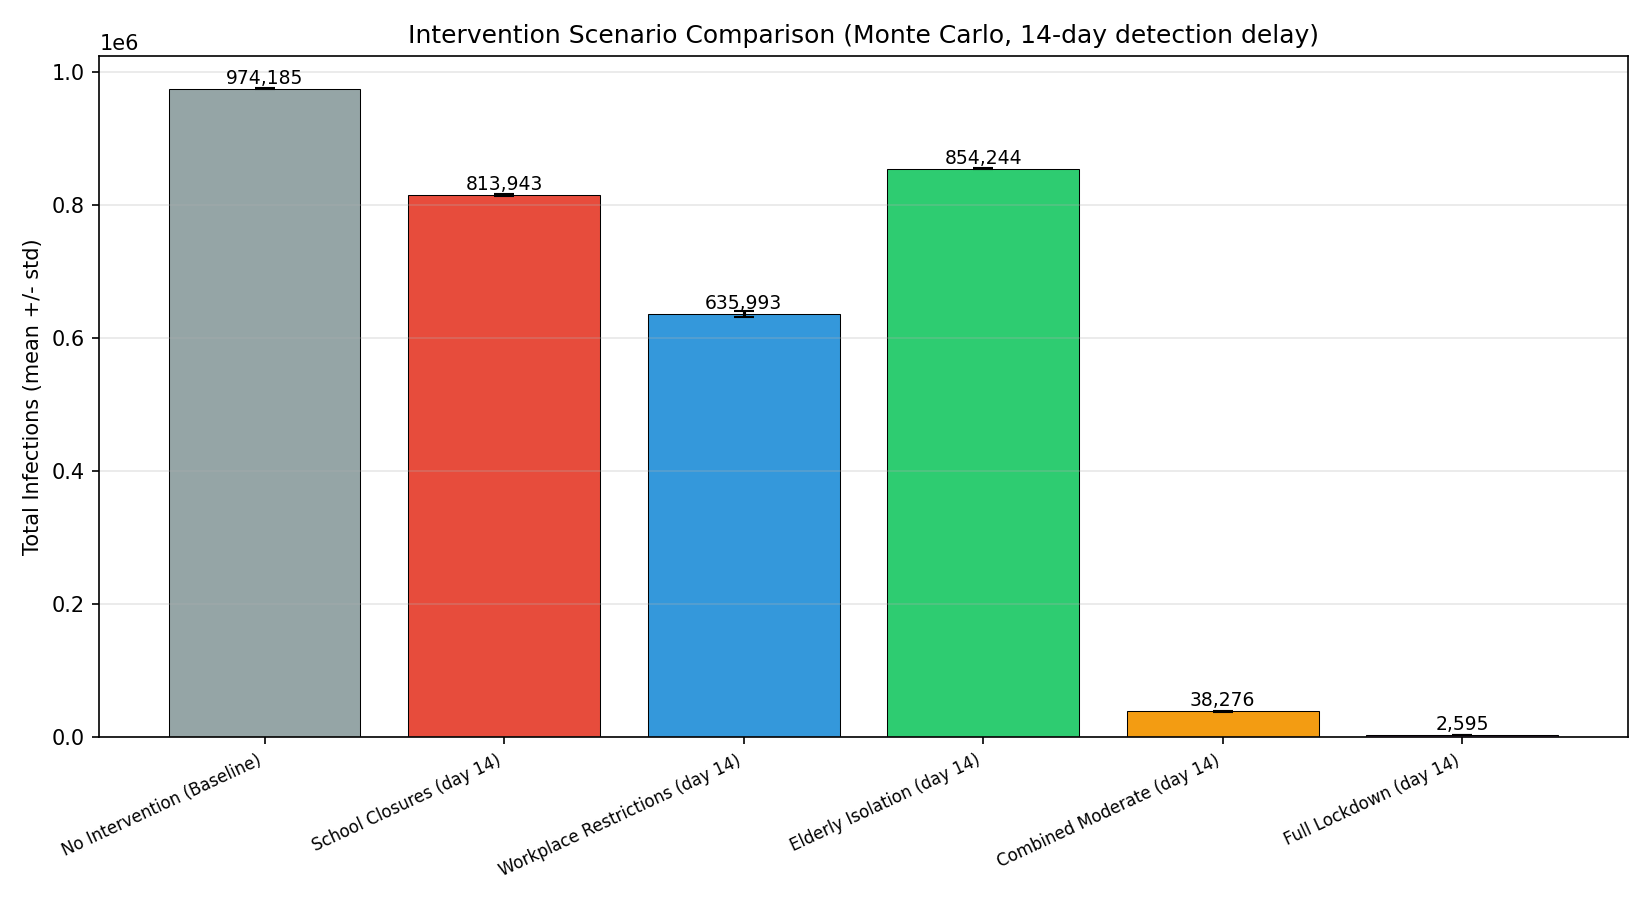 Intervention Scenario Comparison (Monte Carlo, 14-day detection delay)
1e6
Total Infections (mean +/- std)
1.0
0.8
0.6
0.4
0.2
0.0
974,185
813,943
635,993
854,244
38,276
2,595
No Intervention (Baseline)
School Closures (day 14)
Workplace Restrictions (day 14)
Elderly Isolation (day 14)
Combined Moderate (day 14)
Full Lockdown (day 14)